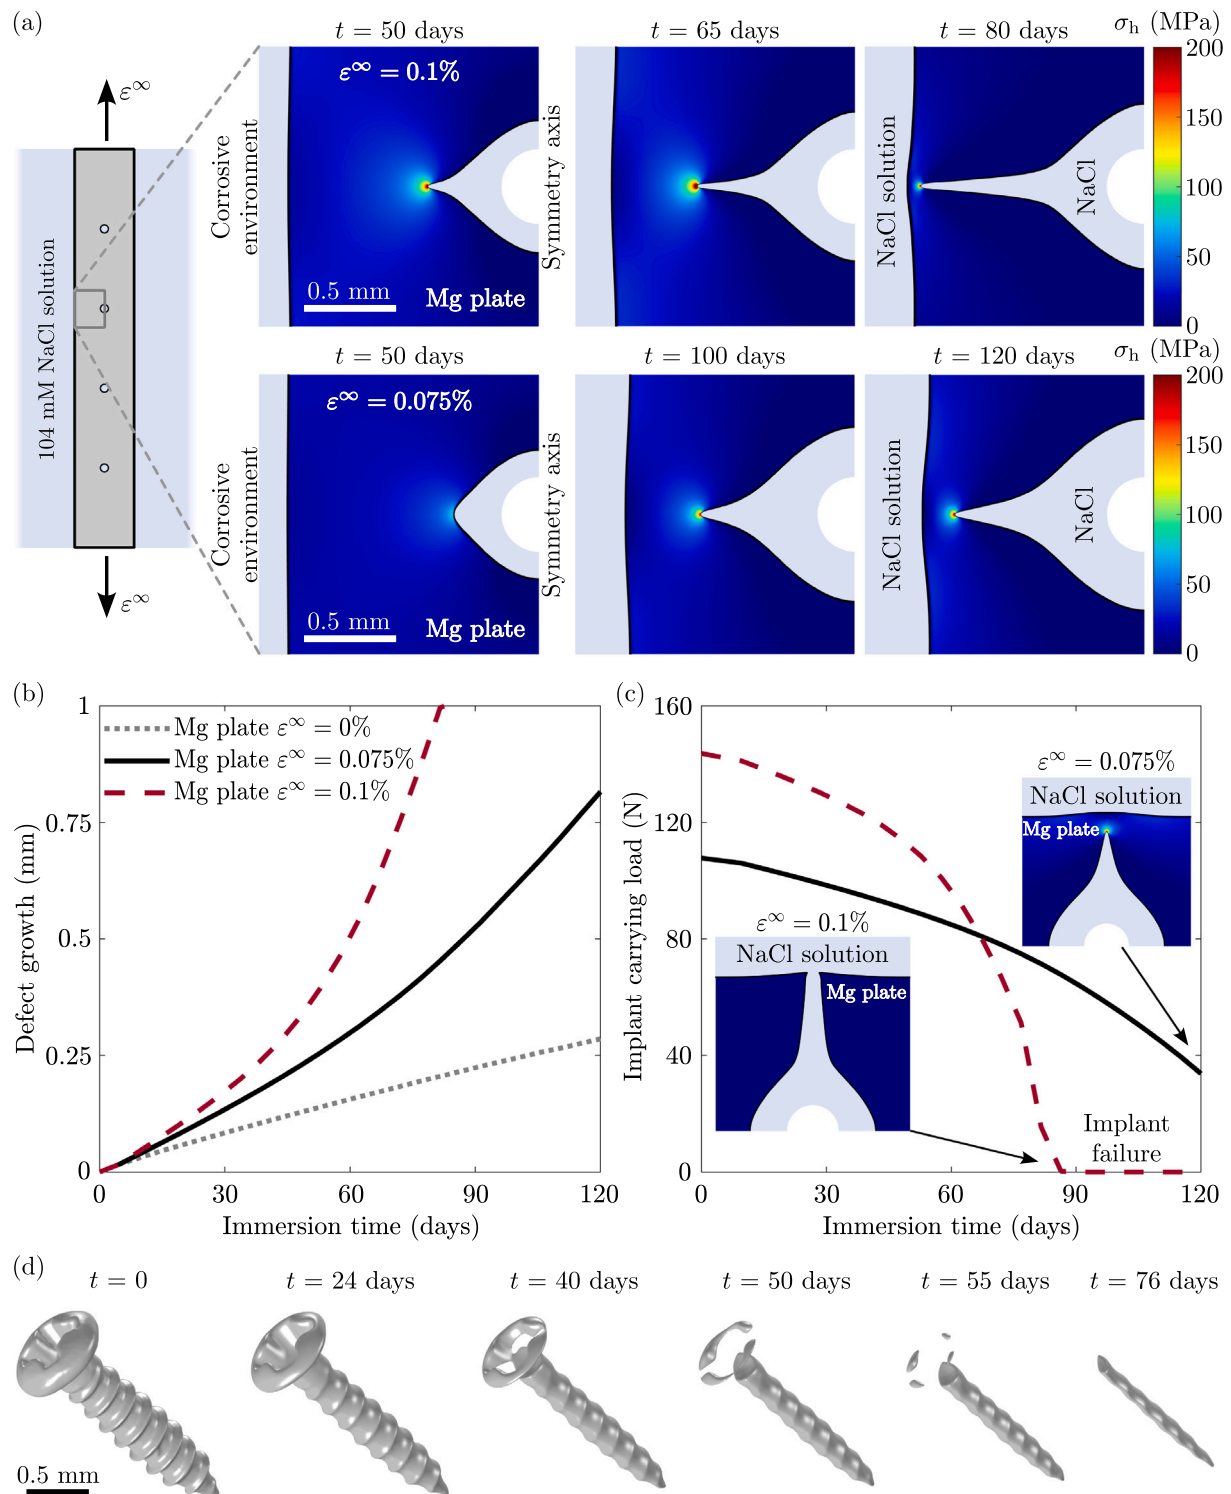 (a)
t = 50 days
t = 65 days
t = 80 days
σh (MPa)
ε∞
104 mM NaCl solution
ε∞
Corrosive
environment
ε∞ = 0.1%
0.5 mm
Mg plate
Symmetry axis
NaCl solution
NaCl
200
150
100
50
0
t = 50 days
t = 100 days
t = 120 days
σh (MPa)
Corrosive
environment
ε∞ = 0.075%
0.5 mm
Mg plate
Symmetry axis
NaCl solution
NaCl
200
150
100
50
0
(b)
Defect growth (mm)
1
0.75
0.5
0.25
0
Mg plate ε∞ = 0%
Mg plate ε∞ = 0.075%
Mg plate ε∞ = 0.1%
0
30
60
90
120
Immersion time (days)
(c)
Implant carrying load (N)
160
120
80
40
0
ε∞ = 0.075%
NaCl solution
Mg plate
ε∞ = 0.1%
NaCl solution
Mg plate
Implant
failure
0
30
60
90
120
Immersion time (days)
(d)
t = 0
t = 24 days
t = 40 days
t = 50 days
t = 55 days
t = 76 days
0.5 mm